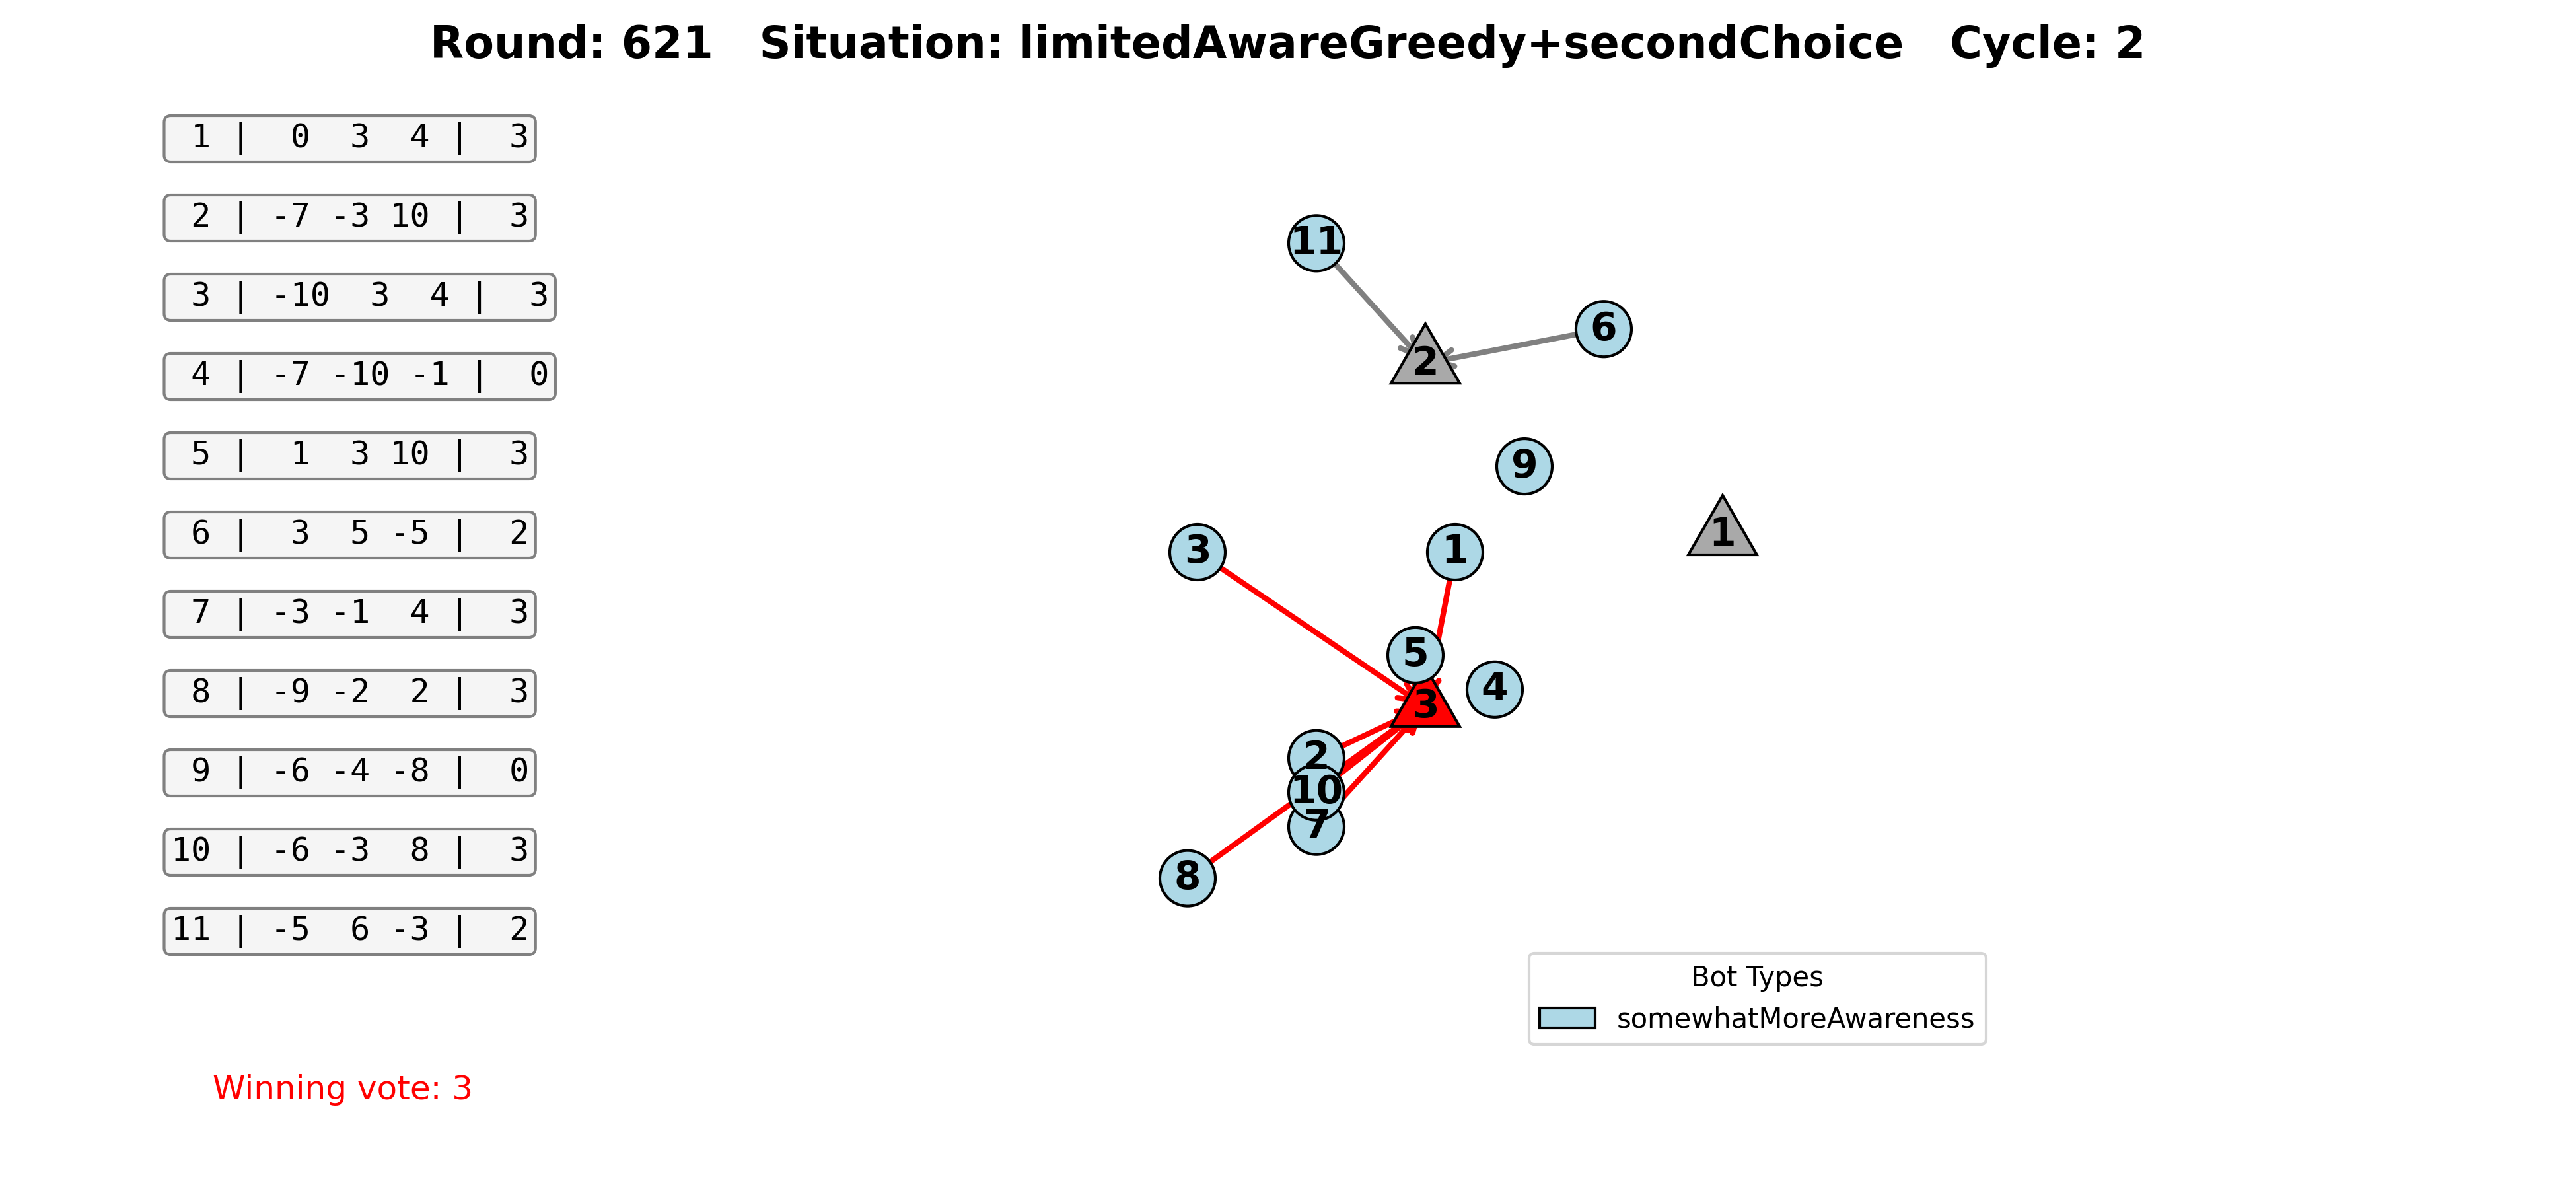 Round: 621   Situation: limitedAwareGreedy+secondChoice   Cycle: 2
1 |  0  3  4 |  3
2 | -7 -3 10 |  3
3 | -10  3  4 |  3
4 | -7 -10 -1 |  0
5 |  1  3 10 |  3
6 |  3  5 -5 |  2
7 | -3 -1  4 |  3
8 | -9 -2  2 |  3
9 | -6 -4 -8 |  0
10 | -6 -3  8 |  3
11 | -5  6 -3 |  2
Winning vote: 3
11
6
2
9
1
3
1
5
4
3
2
10
7
8
Bot Types
somewhatMoreAwareness